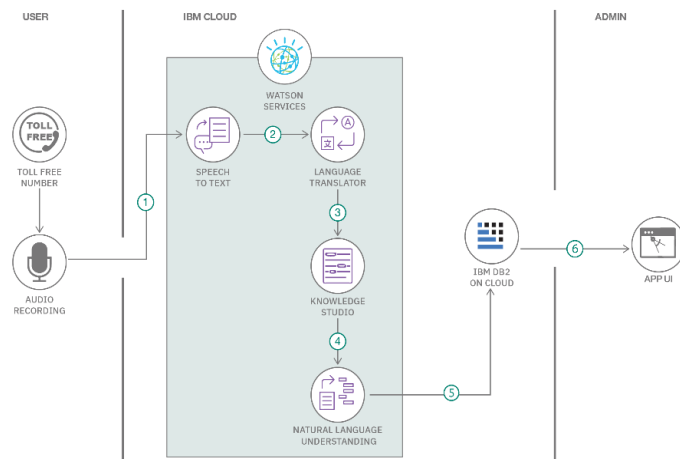 USER
IBM CLOUD
ADMIN
WATSON
SERVICES
TOLL
FREE
TOLL FREE
NUMBER
1
SPEECH
TO TEXT
2
A
文
LANGUAGE
TRANSLATOR
3
AUDIO
RECORDING
KNOWLEDGE
STUDIO
4
NATURAL LANGUAGE
UNDERSTANDING
5
IBM DB2
ON CLOUD
6
APP UI